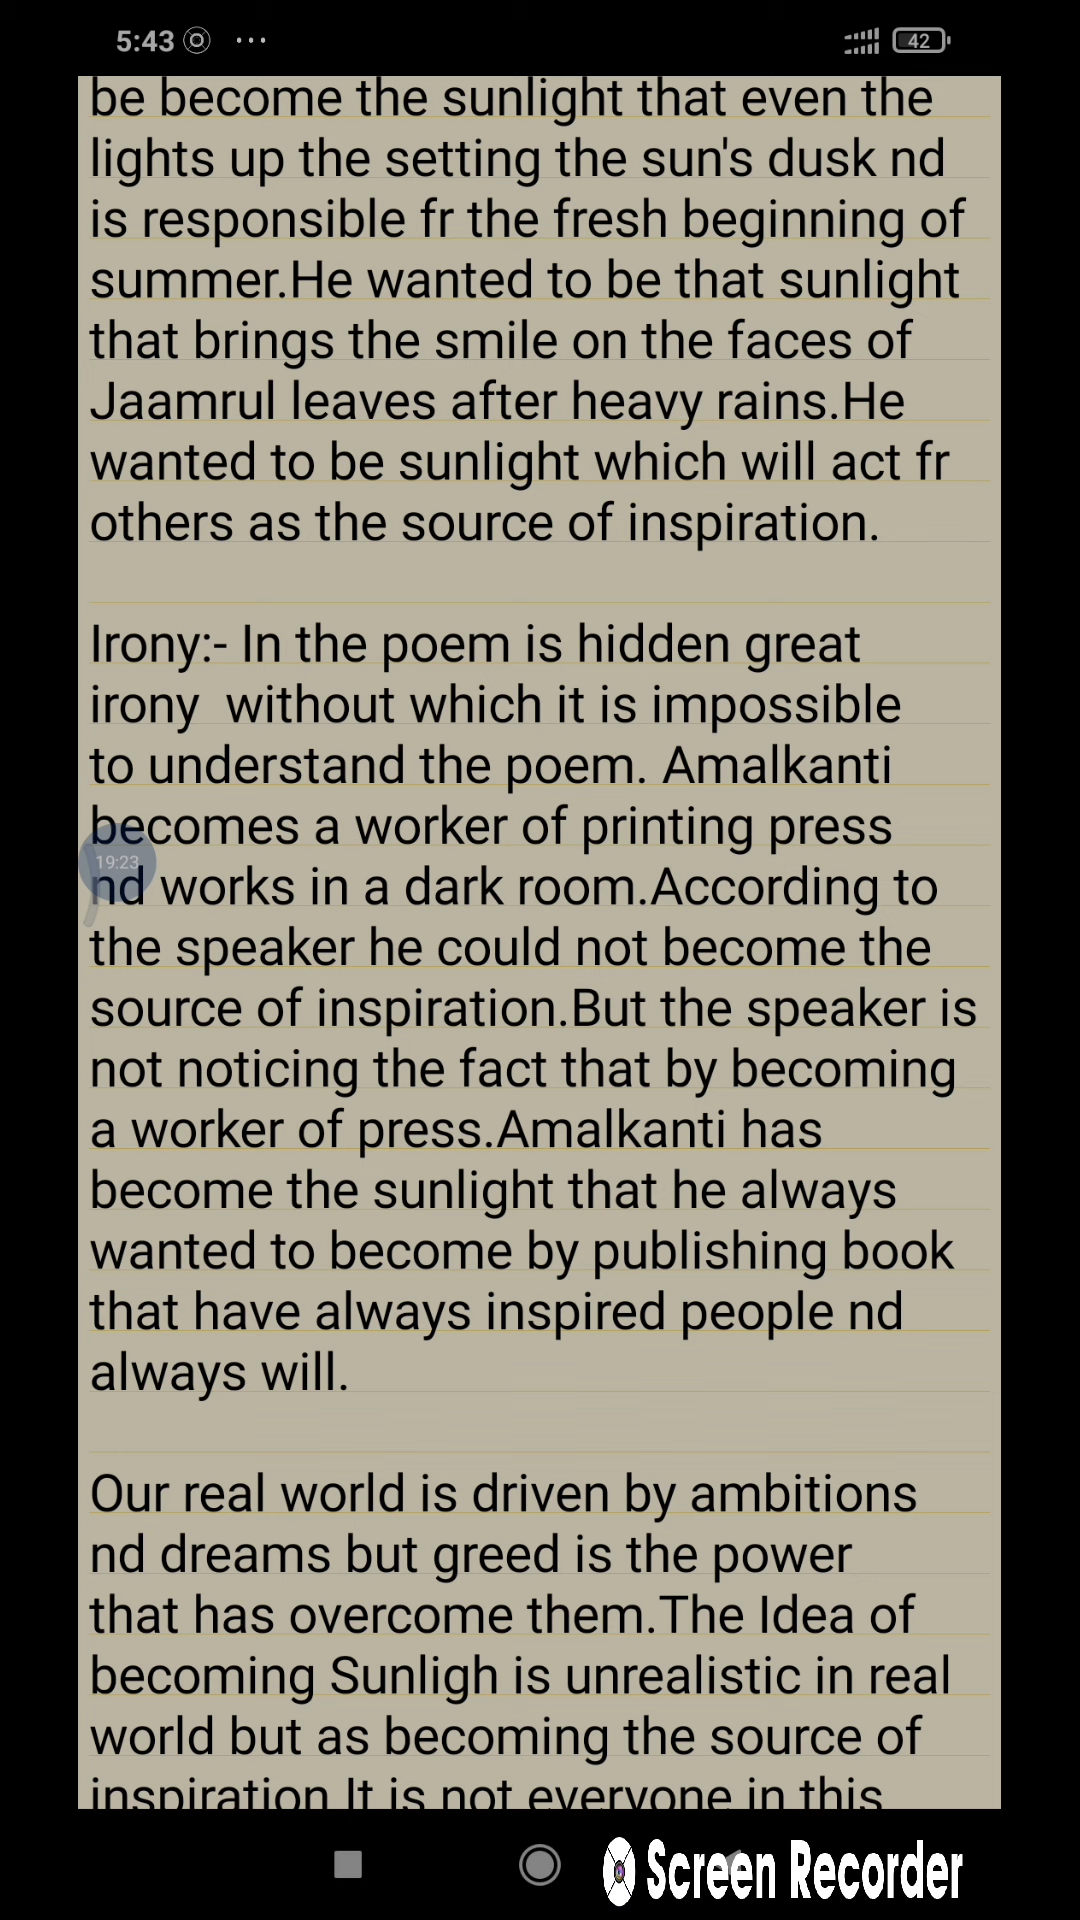 5:43
42
be become the sunlight that even the
lights up the setting the sun's dusk nd
is responsible fr the fresh beginning of
summer.He wanted to be that sunlight
that brings the smile on the faces of
Jaamrul leaves after heavy rains.He
wanted to be sunlight which will act fr
others as the source of inspiration.
Irony:- In the poem is hidden great
irony  without which it is impossible
to understand the poem. Amalkanti
becomes a worker of printing press
19:23
nd works in a dark room.According to
the speaker he could not become the
source of inspiration.But the speaker is
not noticing the fact that by becoming
a worker of press.Amalkanti has
become the sunlight that he always
wanted to become by publishing book
that have always inspired people nd
always will.
Our real world is driven by ambitions
nd dreams but greed is the power
that has overcome them.The Idea of
becoming Sunligh is unrealistic in real
world but as becoming the source of
inspiration.It is not everyone in this
Screen Recorder